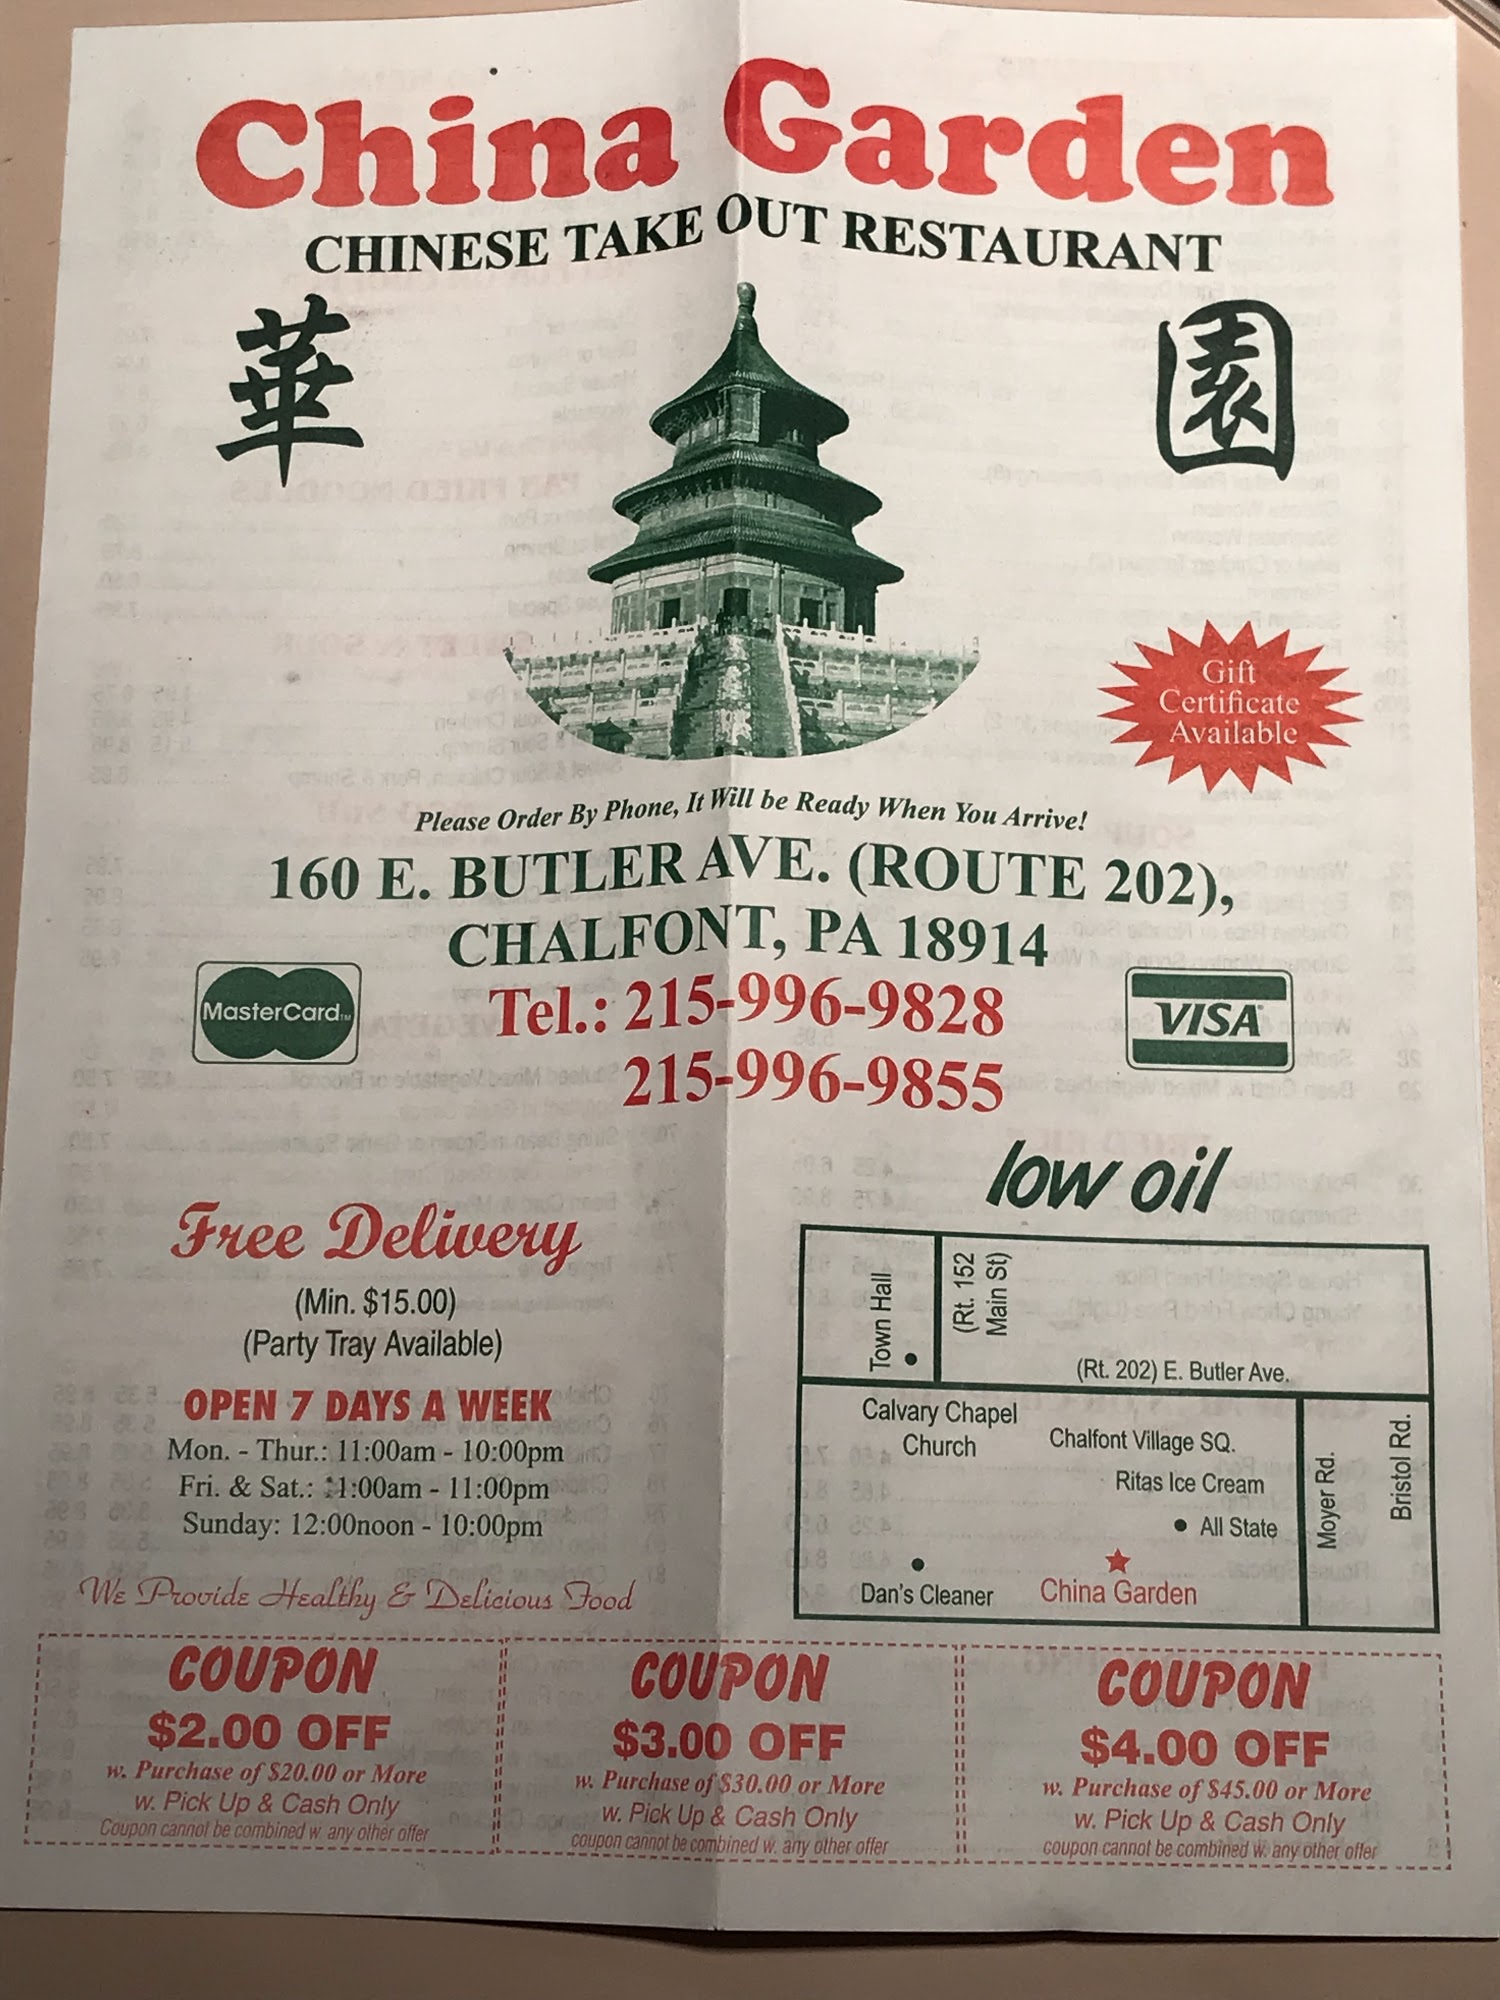 China Garden
CHINESE TAKE OUT RESTAURANT
華 園
Gift
Certificate
Available
Please Order By Phone, It Will be Ready When You Arrive!
160 E. BUTLER AVE. (ROUTE 202),
CHALFONT, PA 18914
MasterCard
Tel.: 215-996-9828
215-996-9855
VISA
low oil
Free Delivery
(Min. $15.00)
(Party Tray Available)
OPEN 7 DAYS A WEEK
Mon. - Thur.: 11:00am - 10:00pm
Fri. & Sat.: 11:00am - 11:00pm
Sunday: 12:00noon - 10:00pm
We Provide Healthy & Delicious Food
Town Hall
(Rt. 152
Main St)
(Rt. 202) E. Butler Ave.
Calvary Chapel
Church
Chalfont Village SQ.
Ritas Ice Cream
All State
Dan's Cleaner
China Garden
Moyer Rd.
Bristol Rd.
COUPON
$2.00 OFF
w. Purchase of $20.00 or More
w. Pick Up & Cash Only
Coupon cannot be combined w. any other offer
COUPON
$3.00 OFF
w. Purchase of $30.00 or More
w. Pick Up & Cash Only
coupon cannot be combined w. any other offer
COUPON
$4.00 OFF
w. Purchase of $45.00 or More
w. Pick Up & Cash Only
coupon cannot be combined w. any other offer